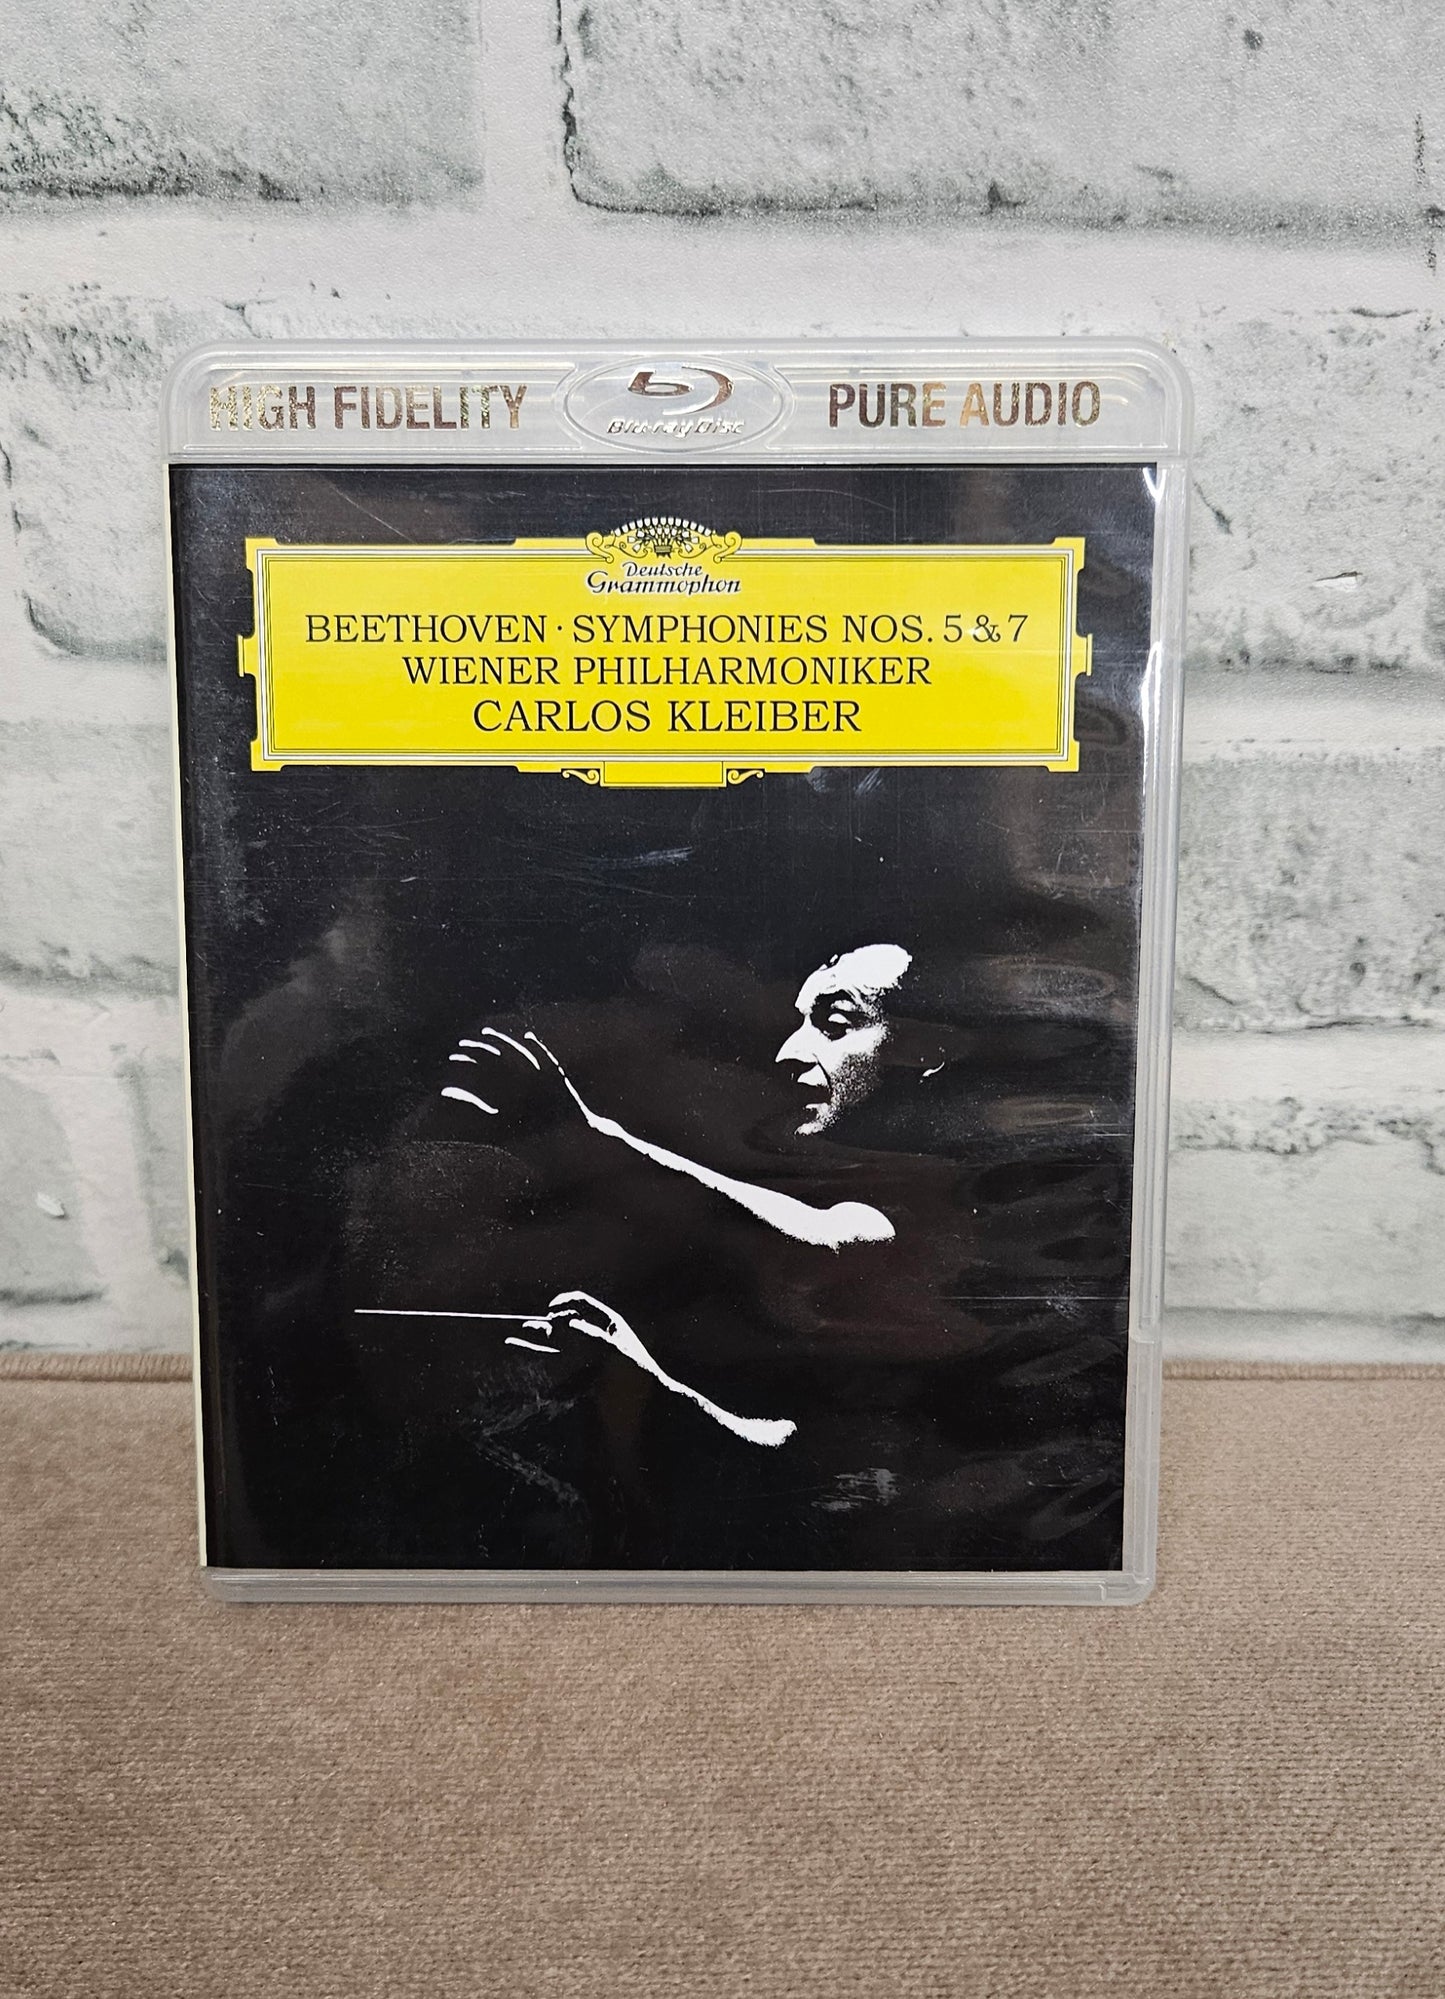 HIGH FIDELITY Blu-ray Disc PURE AUDIO
Deutsche
Grammophon
BEETHOVEN · SYMPHONIES NOS. 5 & 7
WIENER PHILHARMONIKER
CARLOS KLEIBER